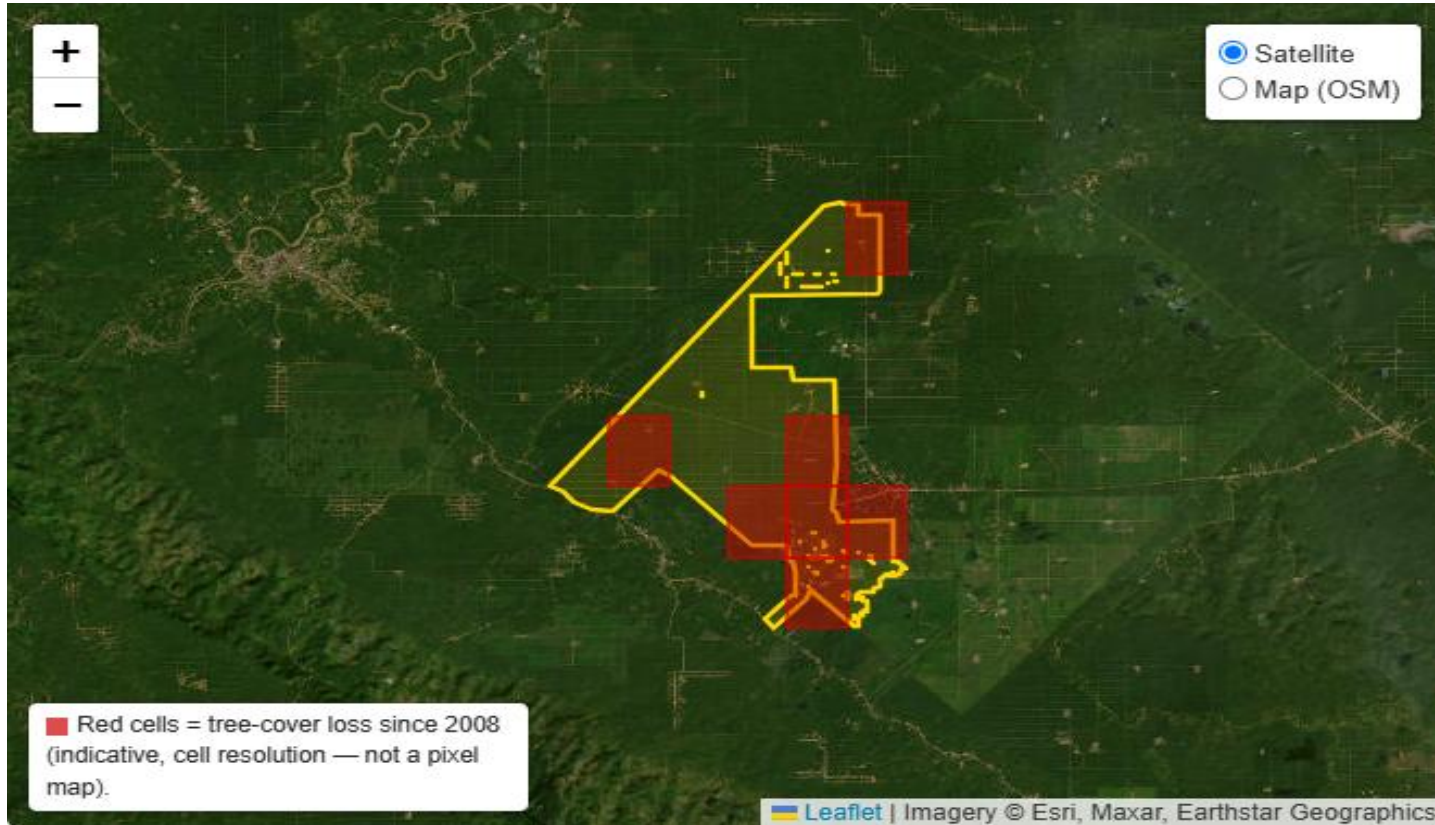 +
Satellite
Map (OSM)
−
Red cells = tree-cover loss since 2008
(indicative, cell resolution — not a pixel
map).
Leaflet | Imagery © Esri, Maxar, Earthstar Geographics